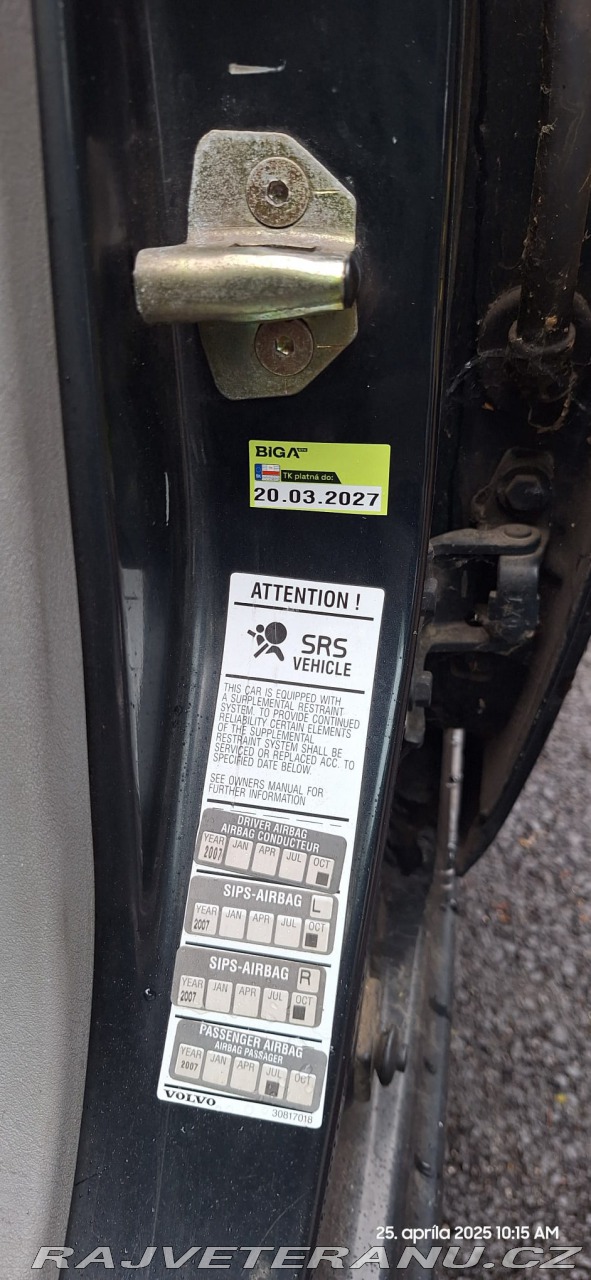 BIGA
TK platná do:
20.03.2027
ATTENTION !
SRS
VEHICLE
THIS CAR IS EQUIPPED WITH
A SUPPLEMENTAL RESTRAINT
SYSTEM. TO PROVIDE CONTINUED
RELIABILITY CERTAIN ELEMENTS
OF THE SUPPLEMENTAL
RESTRAINT SYSTEM SHALL BE
SERVICED OR REPLACED ACC. TO
SPECIFIED DATE BELOW.
SEE OWNERS MANUAL FOR
FURTHER INFORMATION
DRIVER AIRBAG
AIRBAG CONDUCTEUR
YEAR JAN APR JUL OCT
2007
SIPS-AIRBAG L
YEAR JAN APR JUL OCT
2007
SIPS-AIRBAG R
YEAR JAN APR JUL OCT
2007
PASSENGER AIRBAG
AIRBAG PASSAGER
YEAR JAN APR JUL OCT
2007
VOLVO 30817018
25. apríla 2025 10:15 AM
RAJVETERANU.CZ